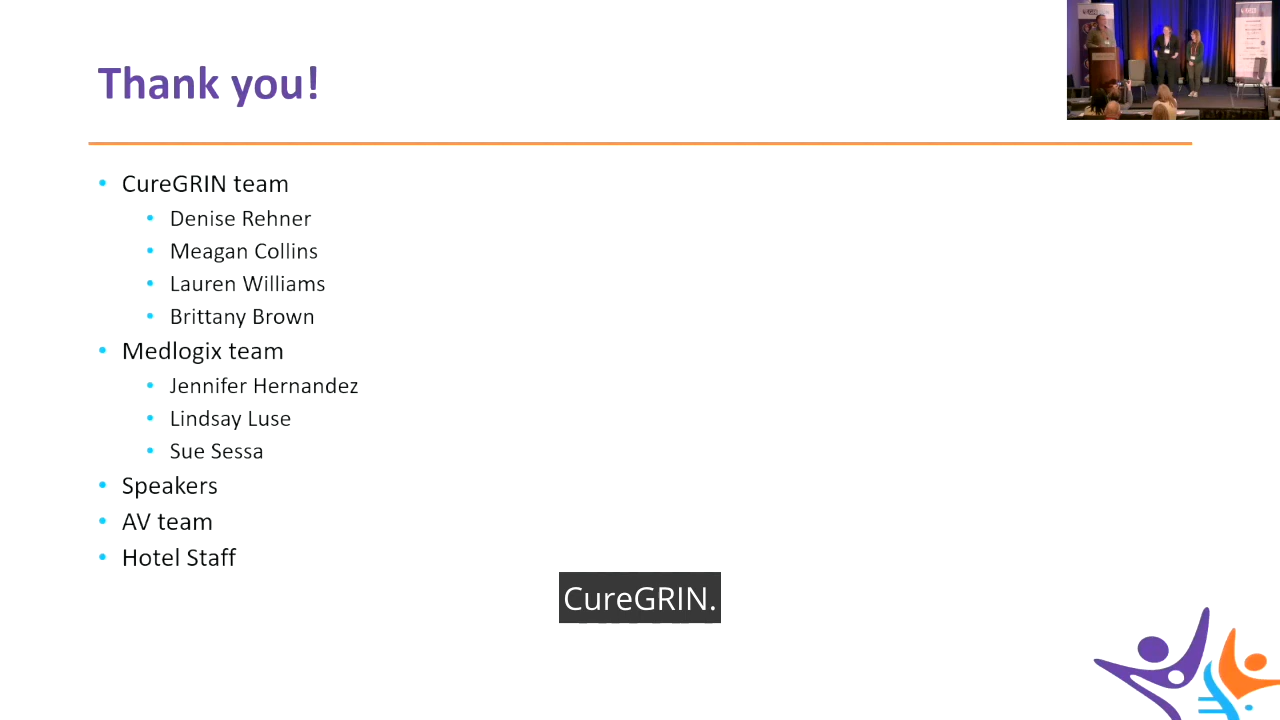 Thank you!
CureGRIN team
Denise Rehner
Meagan Collins
Lauren Williams
Brittany Brown
Medlogix team
Jennifer Hernandez
Lindsay Luse
Sue Sessa
Speakers
AV team
Hotel Staff
CureGRIN.